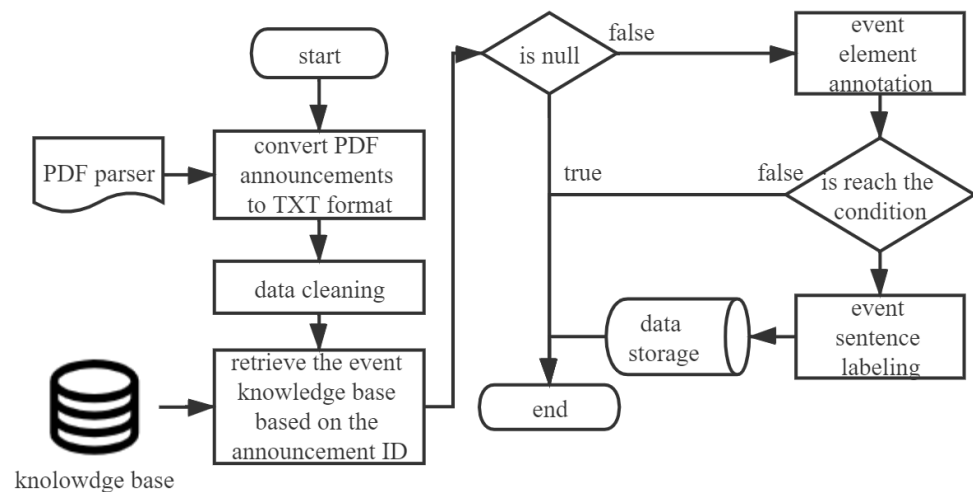 start
PDF parser
convert PDF
announcements
to TXT format
data cleaning
retrieve the event
knowledge base
based on the
announcement ID
knolowdge base
is null
false
true
event
element
annotation
false
is reach the
condition
event
sentence
labeling
data
storage
end